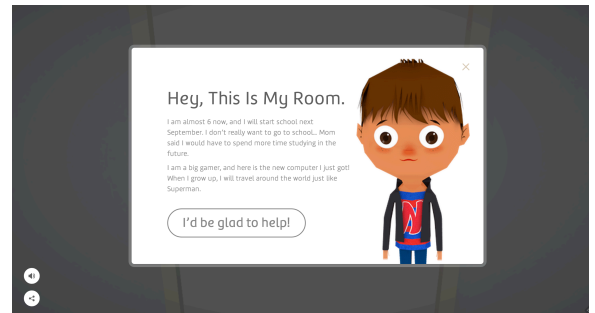 Hey, This Is My Room.
I am almost 6 now, and I will start school next
September. I don't really want to go to school... Mom
said I would have to spend more time studying in the
future.
I am a big gamer, and here is the new computer I just got!
When I grow up, I will travel around the world just like
Superman.
I'd be glad to help!
N